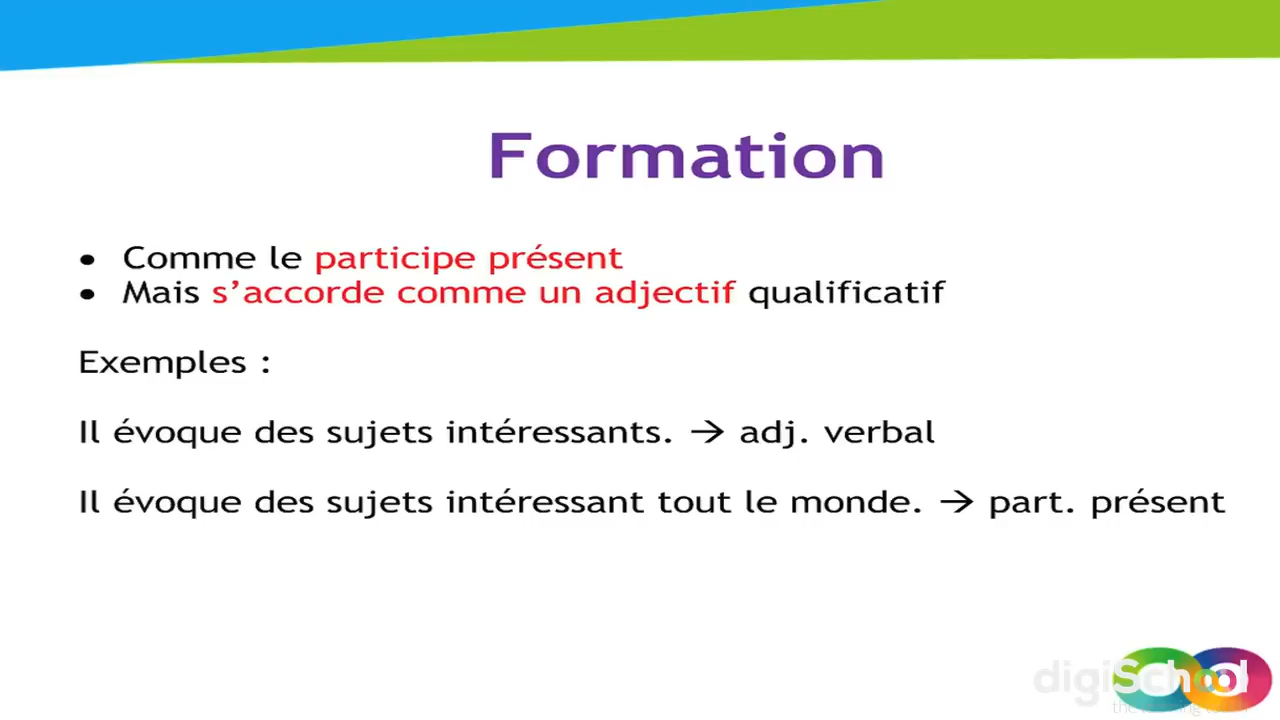 Formation
• Comme le participe présent
• Mais s’accorde comme un adjectif qualificatif
Exemples :
Il évoque des sujets intéressants. → adj. verbal
Il évoque des sujets intéressant tout le monde. → part. présent
digiSchool